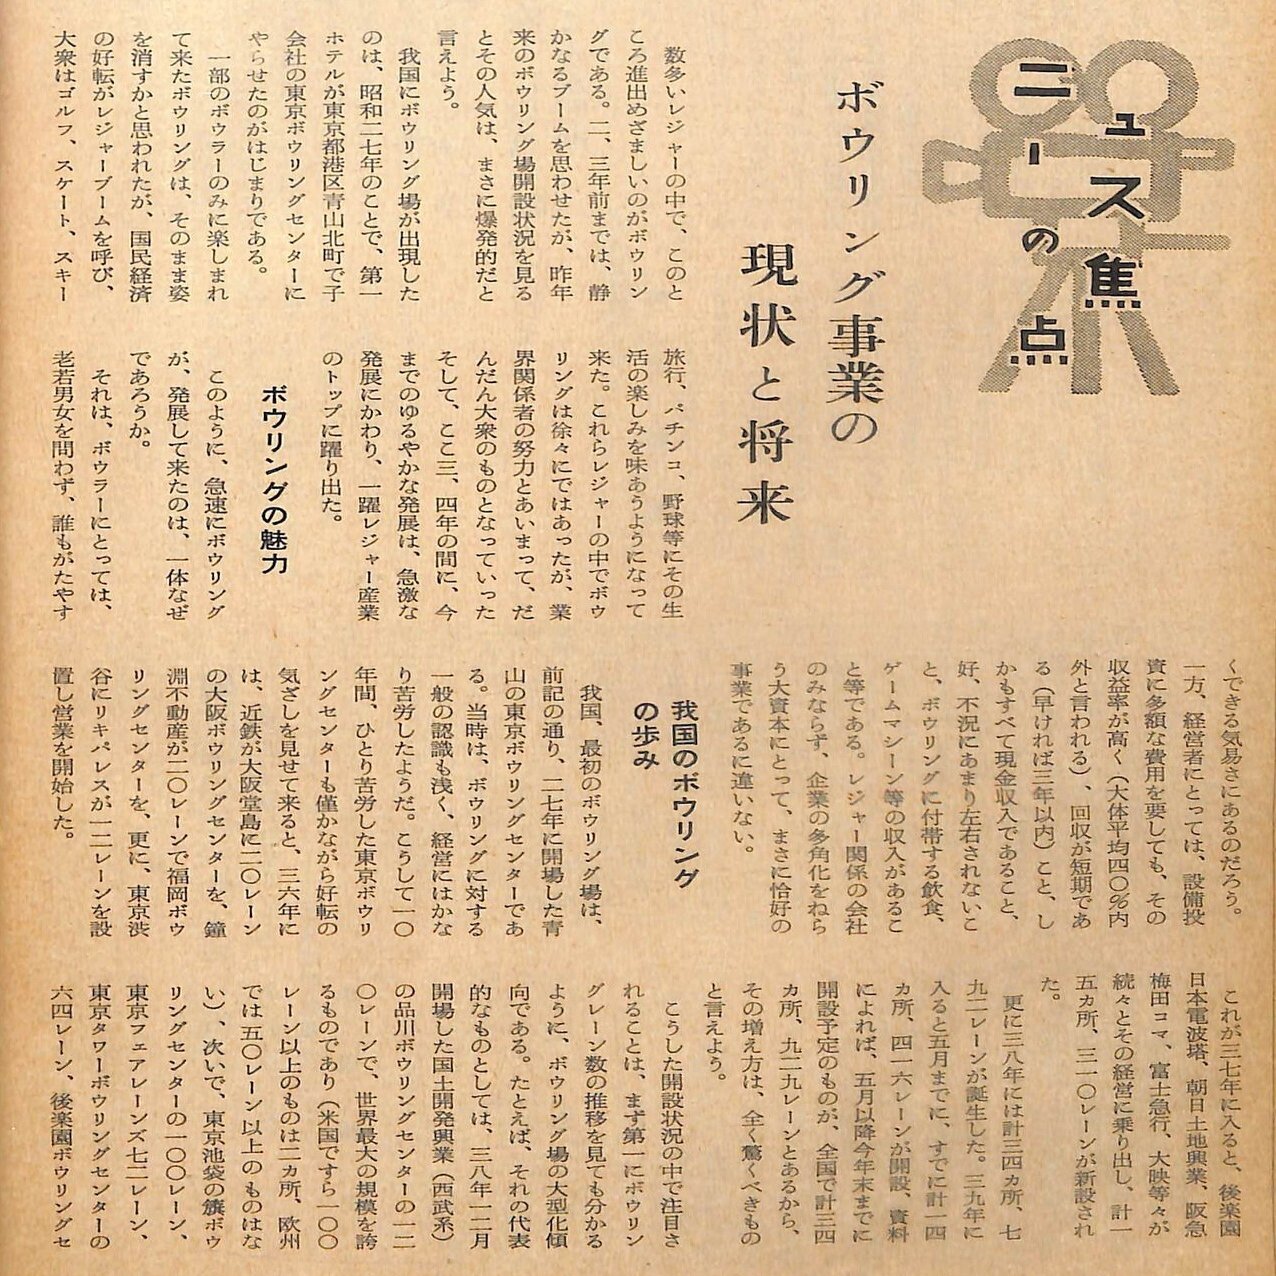 ニュースの焦点
ボウリング事業の
現状と将来
数多いレジャーの中で、このと
ころ進出めざましいのがボウリン
グである。二、三年前までは、静
かなるブームを思わせたが、昨年
来のボウリング場開設状況を見る
とその人気は、まさに爆発的だと
言えよう。
我国にボウリング場が出現した
のは、昭和二七年のことで、第一
ホテルが東京都港区青山北町で子
会社の東京ボウリングセンターに
やらせたのがはじまりである。
一部のボウラーのみに楽しまれ
て来たボウリングは、そのまま姿
を消すかと思われたが、国民経済
の好転がレジャーブームを呼び、
大衆はゴルフ、スケート、スキー
旅行、パチンコ、野球等にその生
活の楽しみを味あうようになって
来た。これらレジャーの中でボウ
リングは徐々にではあったが、業
界関係者の努力とあいまって、だ
んだん大衆のものとなっていった
そして、ここ三、四年の間に、今
までのゆるやかな発展は、急激な
発展にかわり、一躍レジャー産業
のトップに躍り出た。
ボウリングの魅力
このように、急速にボウリング
が、発展して来たのは、一体なぜ
であろうか。
それは、ボウラーにとっては、
老若男女を問わず、誰もがたやす
くできる気易さにあるのだろう。
一方、経営者にとっては、設備投
資に多額な費用を要しても、その
収益率が高く（大体平均四〇％内
外と言われる）、回収が短期であ
る（早ければ三年以内）こと、し
かもすべて現金収入であること、
好、不況にあまり左右されないこ
と、ボウリングに付帯する飲食、
ゲームマシーン等の収入があるこ
と等である。レジャー関係の会社
のみならず、企業の多角化をねら
う大資本にとって、まさに恰好の
事業であるに違いない。
我国のボウリング
の歩み
我国、最初のボウリング場は、
前記の通り、二七年に開場した青
山の東京ボウリングセンターであ
る。当時は、ボウリングに対する
一般の認識も浅く、経営にはかな
り苦労したようだ。こうして一〇
年間、ひとり苦労した東京ボウリ
ングセンターも僅かながら好転の
気ざしを見せて来ると、三六年に
は、近鉄が大阪堂島に二〇レーン
の大阪ボウリングセンターを、鐘
淵不動産が二〇レーンで福岡ボウ
リングセンターを、更に、東京渋
谷にリキパレスが一二レーンを設
置し営業を開始した。
これが三七年に入ると、後楽園
日本電波塔、朝日土地興業、阪急
梅田コマ、富士急行、大映等々が
続々とその経営に乗り出し、計一
五カ所、三一〇レーンが新設され
た。
更に三八年には計三四カ所、七
九二レーンが誕生した。三九年に
入ると五月までに、すでに計一四
カ所、四一六レーンが開設、資料
によれば、五月以降今年末までに
開設予定のものが、全国で計三四
カ所、九二九レーンとあるから、
その増え方は、全く驚くべきもの
と言えよう。
こうした開設状況の中で注目さ
れることは、まず第一にボウリン
グレーン数の推移を見ても分かる
ように、ボウリング場の大型化傾
向である。たとえば、それの代表
的なものとしては、三八年一二月
開場した国土開発興業（西武系）
の品川ボウリングセンターの一二
〇レーンで、世界最大の規模を誇
るものであり（米国ですら一〇〇
レーン以上のものは二カ所、欧州
では五〇レーン以上のものはな
い）、次いで、東京池袋の簱ボウ
リングセンターの一〇〇レーン、
東京フェアレーンズ七二レーン、
東京タワーボウリングセンターの
六四レーン、後楽園ボウリングセ